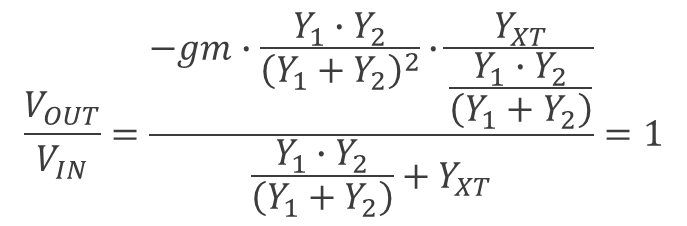 V_OUT / V_IN = (−gm · (Y_1 · Y_2) / (Y_1 + Y_2)^2 · Y_XT / ((Y_1 · Y_2) / (Y_1 + Y_2))) / ((Y_1 · Y_2) / (Y_1 + Y_2) + Y_XT) = 1